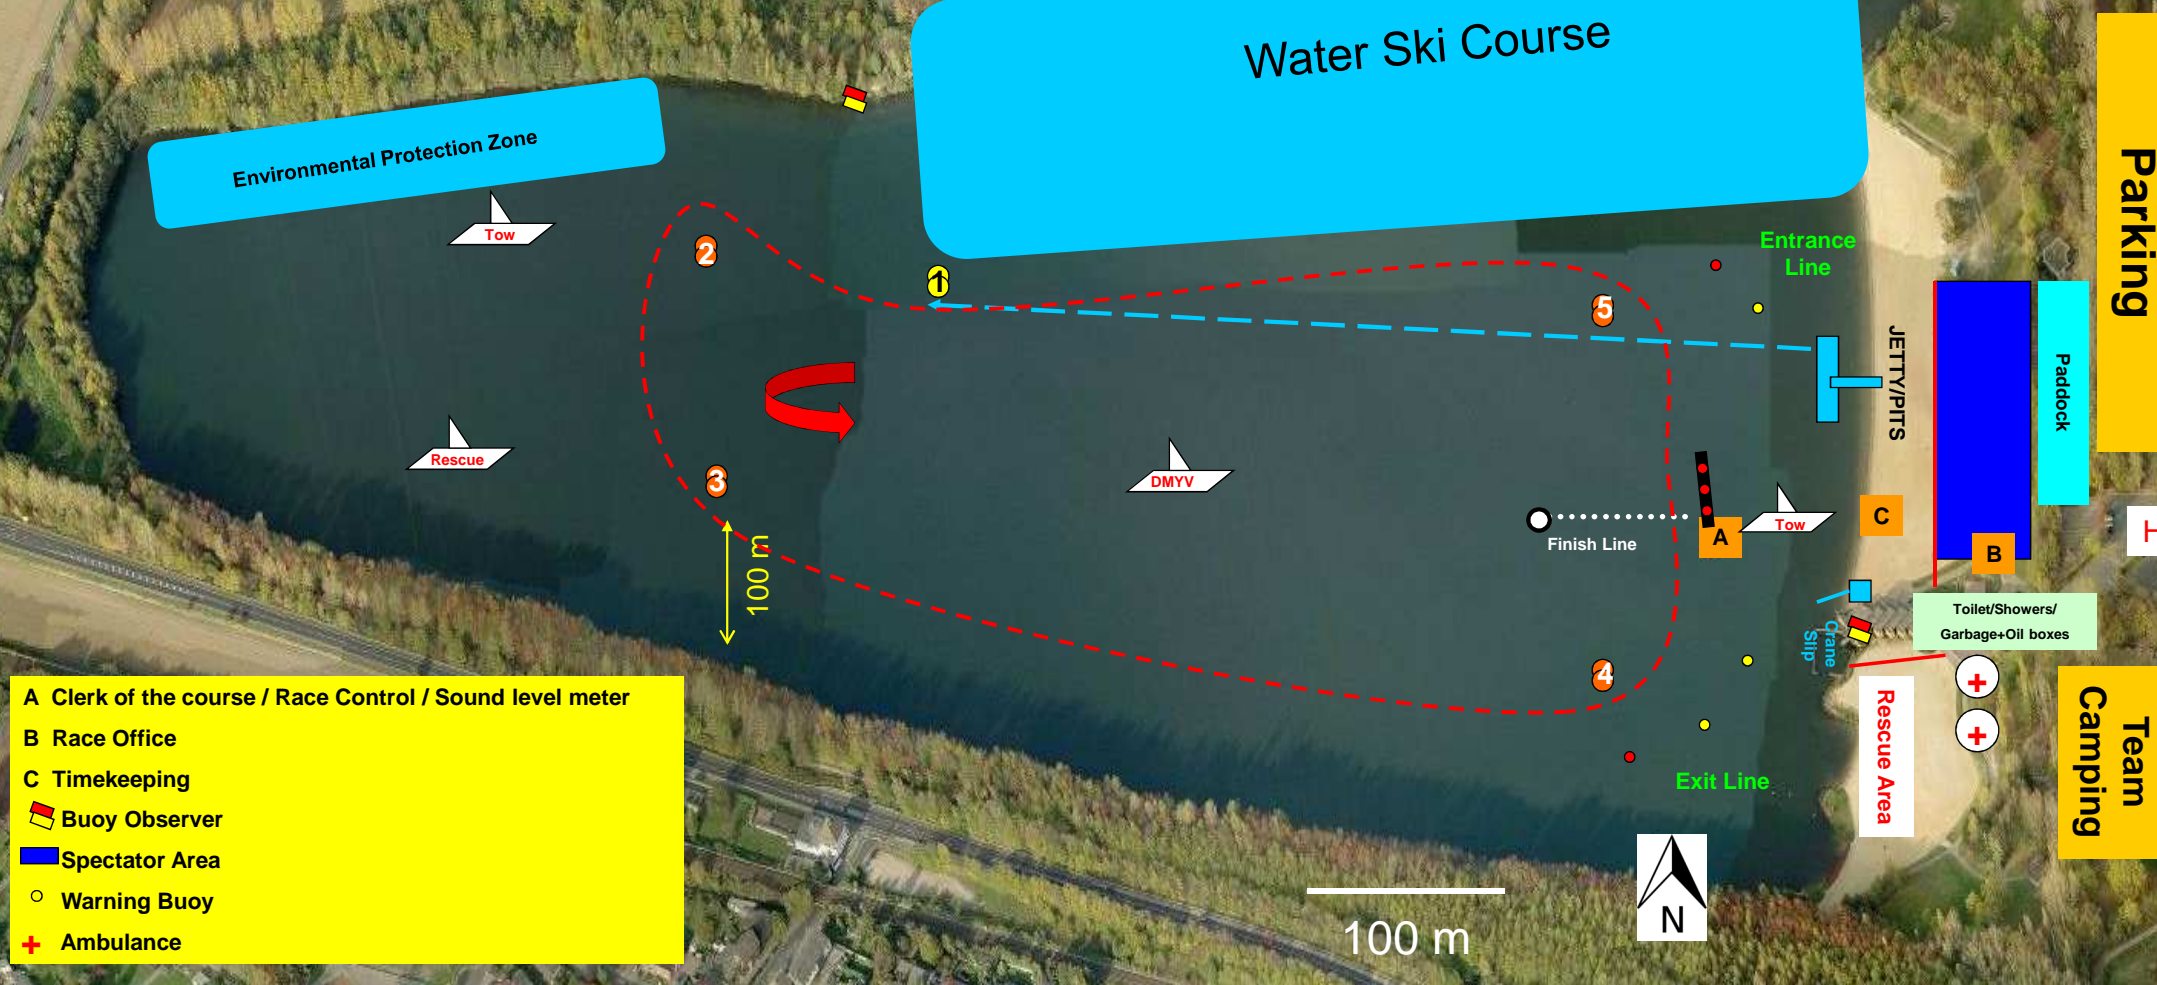 Water Ski Course
Environmental Protection Zone
Parking
Tow
2
1
Entrance
Line
5
JETTY/PITS
Paddock
Rescue
3
DMYV
Finish Line
A
Tow
C
H
B
100 m
Toilet/Showers/
Garbage+Oil boxes
Crane
Slip
4
Rescue Area
Team
Camping
Exit Line
A Clerk of the course / Race Control / Sound level meter
B Race Office
C Timekeeping
Buoy Observer
Spectator Area
Warning Buoy
Ambulance
N
100 m